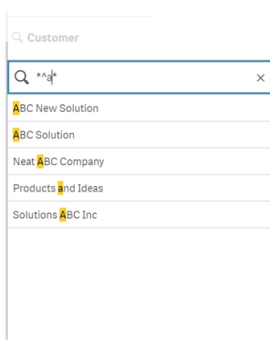 Customer
*^a*
ABC New Solution
ABC Solution
Neat ABC Company
Products and Ideas
Solutions ABC Inc